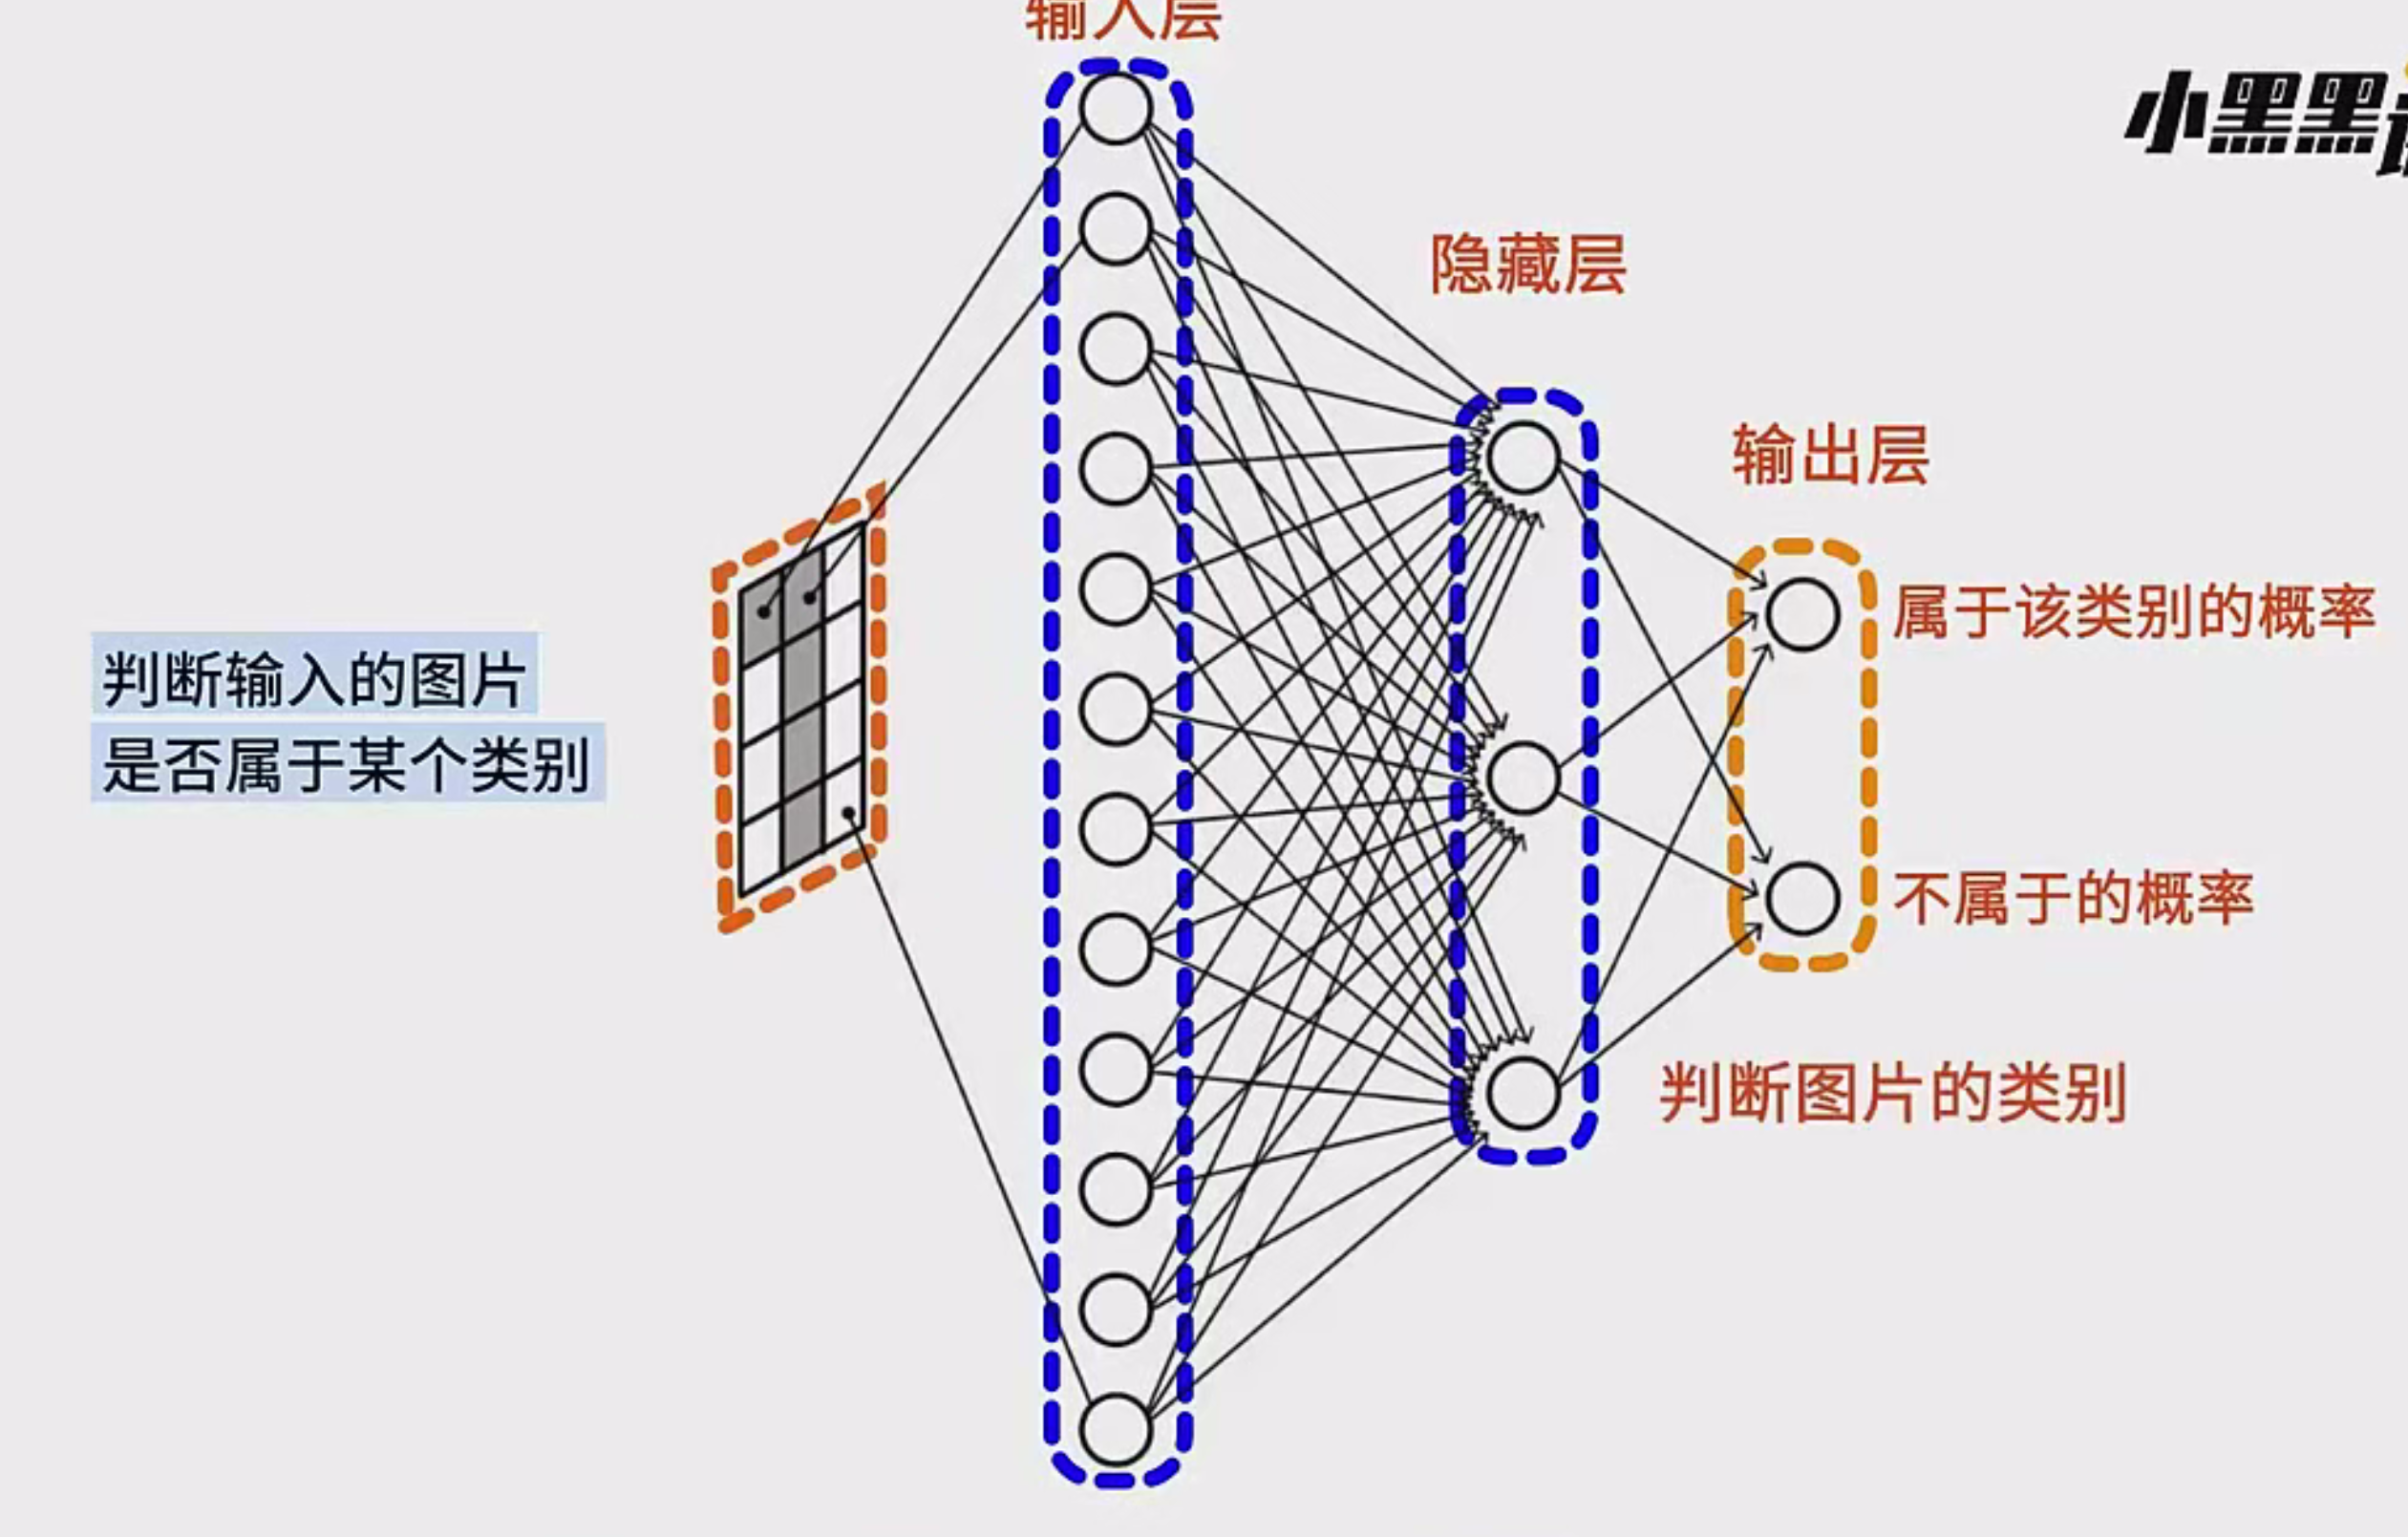 输入层
小黑黑
隐藏层
输出层
属于该类别的概率
判断输入的图片
是否属于某个类别
不属于的概率
判断图片的类别